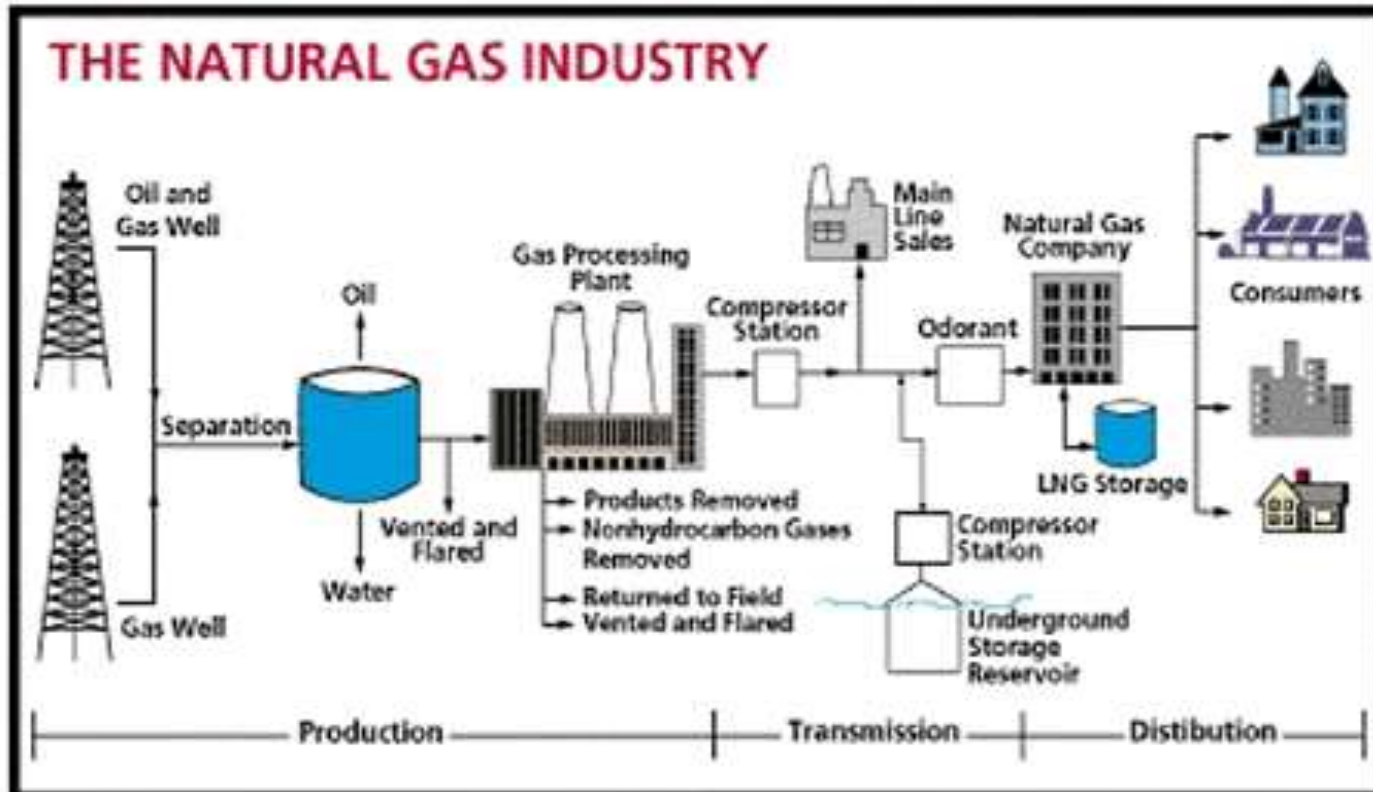 THE NATURAL GAS INDUSTRY
Oil and
Gas Well
Gas Well
Separation
Oil
Water
Vented and
Flared
Gas Processing
Plant
Products Removed
Nonhydrocarbon Gases
Removed
Returned to Field
Vented and Flared
Compressor
Station
Main
Line
Sales
Odorant
Compressor
Station
Underground
Storage
Reservoir
Natural Gas
Company
LNG Storage
Consumers
Production
Transmission
Distibution